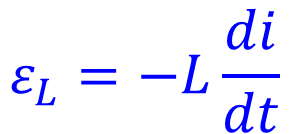 ε_L = −L di/dt